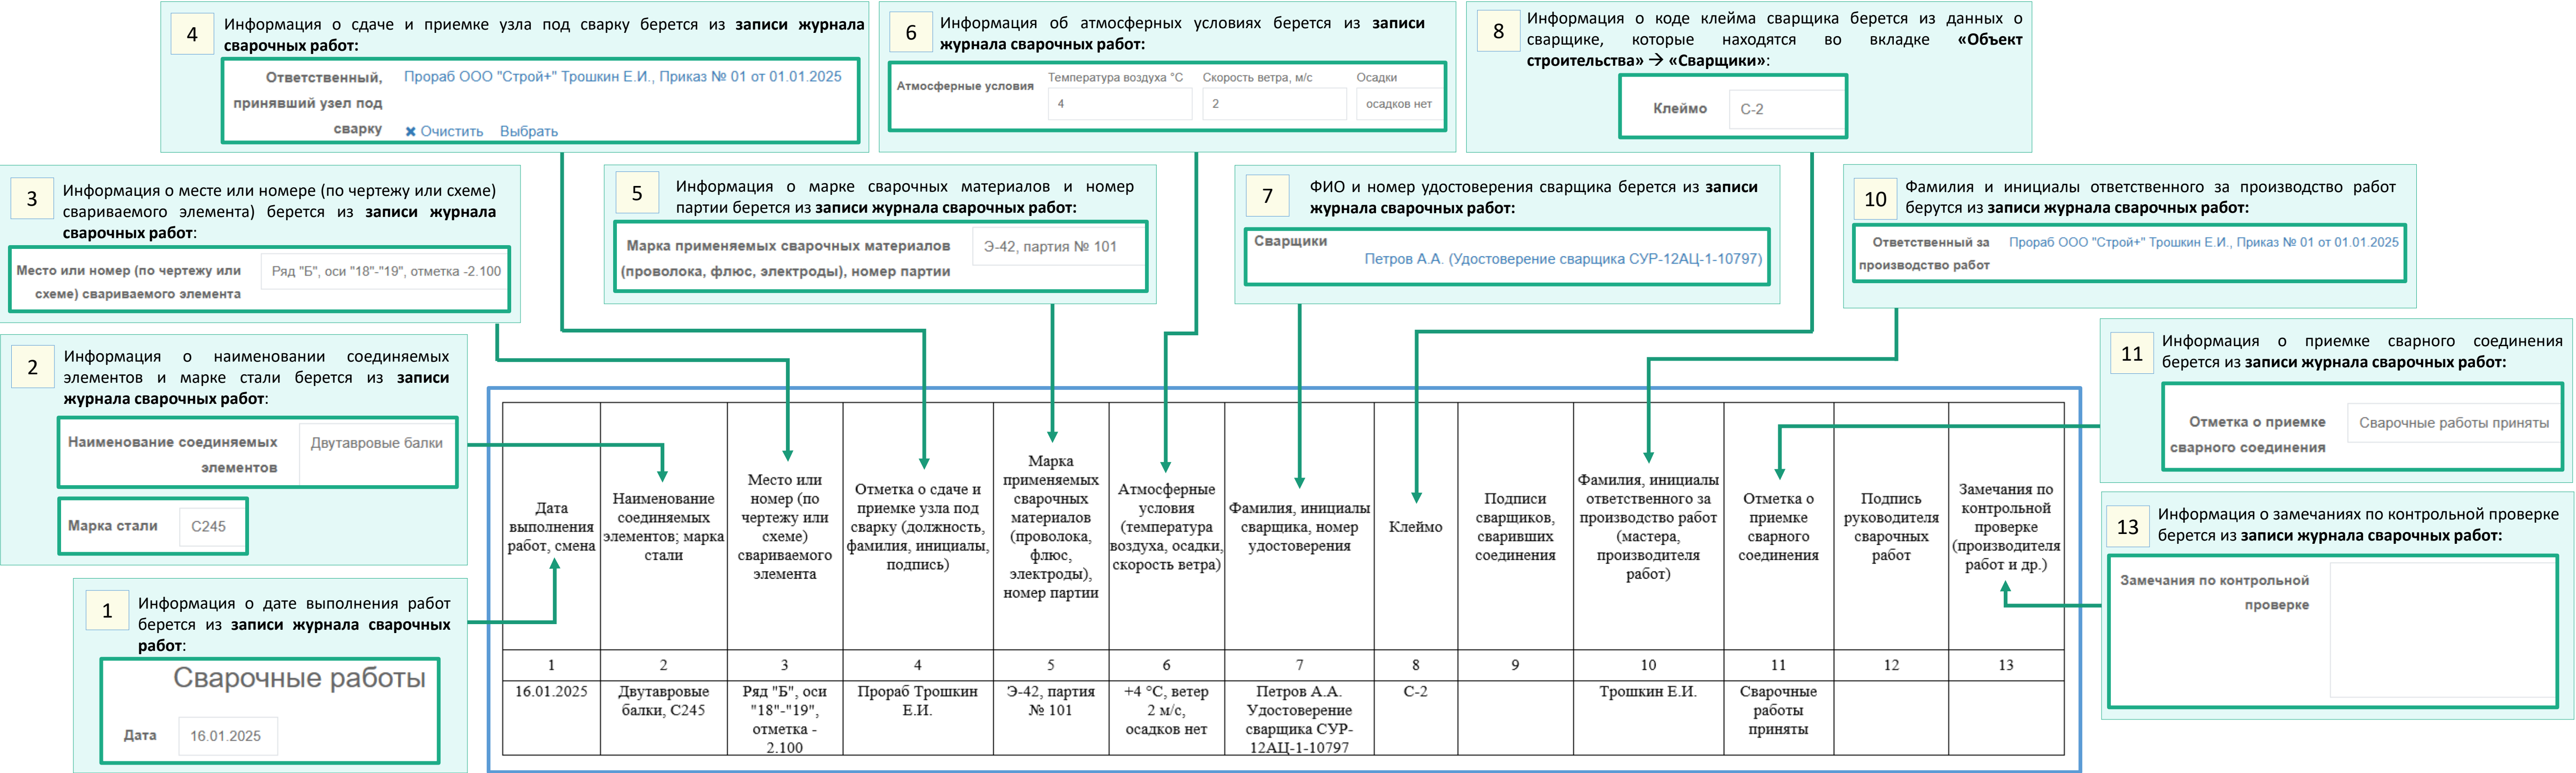 4
Информация о сдаче и приемке узла под сварку берется из записи журнала
сварочных работ:
Ответственный,
принявший узел под
сварку
Прораб ООО "Строй+" Трошкин Е.И., Приказ № 01 от 01.01.2025
✖ Очистить Выбрать
6
Информация об атмосферных условиях берется из записи
журнала сварочных работ:
Атмосферные условия
Температура воздуха °С
4
Скорость ветра, м/с
2
Осадки
осадков нет
8
Информация о коде клейма сварщика берется из данных о
сварщике, которые находятся во вкладке «Объект
строительства» → «Сварщики»:
Клеймо
С-2
3
Информация о месте или номере (по чертежу или схеме)
свариваемого элемента) берется из записи журнала
сварочных работ:
Место или номер (по чертежу или
схеме) свариваемого элемента
Ряд "Б", оси "18"-"19", отметка -2.100
5
Информация о марке сварочных материалов и номер
партии берется из записи журнала сварочных работ:
Марка применяемых сварочных материалов
(проволока, флюс, электроды), номер партии
Э-42, партия № 101
7
ФИО и номер удостоверения сварщика берется из записи
журнала сварочных работ:
Сварщики
Петров А.А. (Удостоверение сварщика СУР-12АЦ-1-10797)
10
Фамилия и инициалы ответственного за производство работ
берутся из записи журнала сварочных работ:
Ответственный за
производство работ
Прораб ООО "Строй+" Трошкин Е.И., Приказ № 01 от 01.01.2025
2
Информация о наименовании соединяемых
элементов и марке стали берется из записи
журнала сварочных работ:
Наименование соединяемых
элементов
Двутавровые балки
Марка стали
С245
11
Информация о приемке сварного соединения
берется из записи журнала сварочных работ:
Отметка о приемке
сварного соединения
Сварочные работы приняты
13
Информация о замечаниях по контрольной проверке
берется из записи журнала сварочных работ:
Замечания по контрольной
проверке
1
Информация о дате выполнения работ
берется из записи журнала сварочных
работ:
Сварочные работы
Дата
16.01.2025
Дата
выполнения
работ, смена
Наименование
соединяемых
элементов; марка
стали
Место или
номер (по
чертежу или
схеме)
свариваемого
элемента
Отметка о сдаче и
приемке узла под
сварку (должность,
фамилия, инициалы,
подпись)
Марка
применяемых
сварочных
материалов
(проволока,
флюс,
электроды),
номер партии
Атмосферные
условия
(температура
воздуха, осадки,
скорость ветра)
Фамилия, инициалы
сварщика, номер
удостоверения
Клеймо
Подписи
сварщиков,
сваривших
соединения
Фамилия, инициалы
ответственного за
производство работ
(мастера,
производителя
работ)
Отметка о
приемке
сварного
соединения
Подпись
руководителя
сварочных
работ
Замечания по
контрольной
проверке
(производителя
работ и др.)
1 2 3 4 5 6 7 8 9 10 11 12 13
16.01.2025
Двутавровые
балки, С245
Ряд "Б", оси
"18"-"19",
отметка -
2.100
Прораб Трошкин
Е.И.
Э-42, партия
№ 101
+4 °С, ветер
2 м/с,
осадков нет
Петров А.А.
Удостоверение
сварщика СУР-
12АЦ-1-10797
С-2
Трошкин Е.И.
Сварочные
работы
приняты